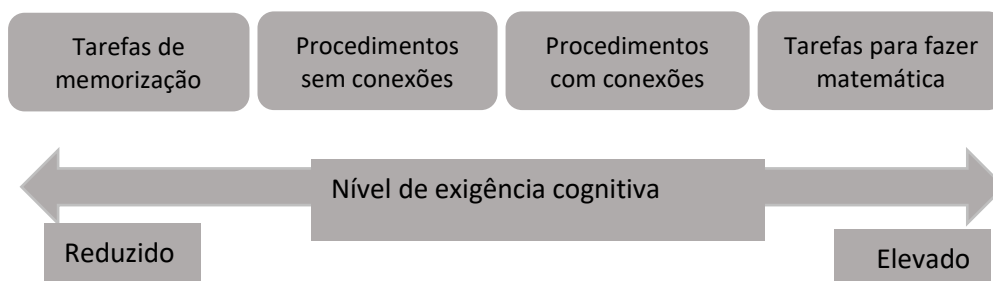 Tarefas de
memorização
Procedimentos
sem conexões
Procedimentos
com conexões
Tarefas para fazer
matemática
Nível de exigência cognitiva
Reduzido
Elevado